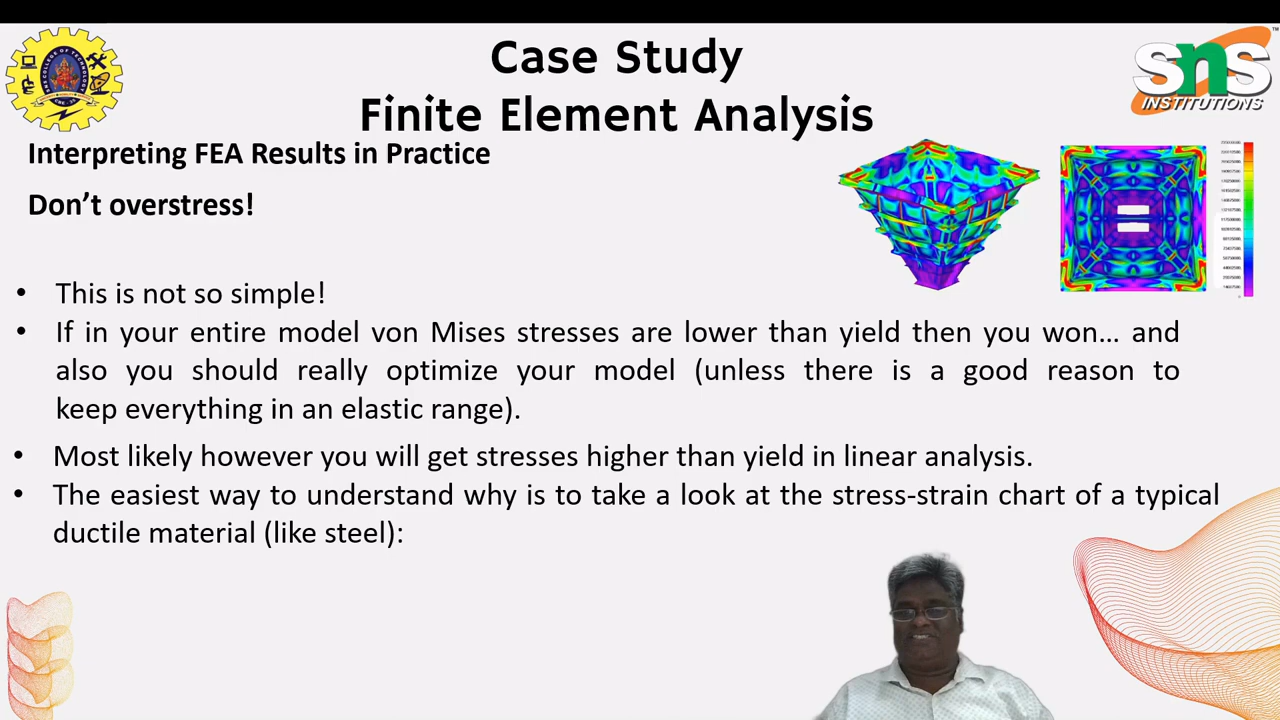 Case Study
Finite Element Analysis
sns
INSTITUTIONS
Interpreting FEA Results in Practice
Don’t overstress!
• This is not so simple!
• If in your entire model von Mises stresses are lower than yield then you won… and
also you should really optimize your model (unless there is a good reason to
keep everything in an elastic range).
• Most likely however you will get stresses higher than yield in linear analysis.
• The easiest way to understand why is to take a look at the stress-strain chart of a typical
ductile material (like steel):